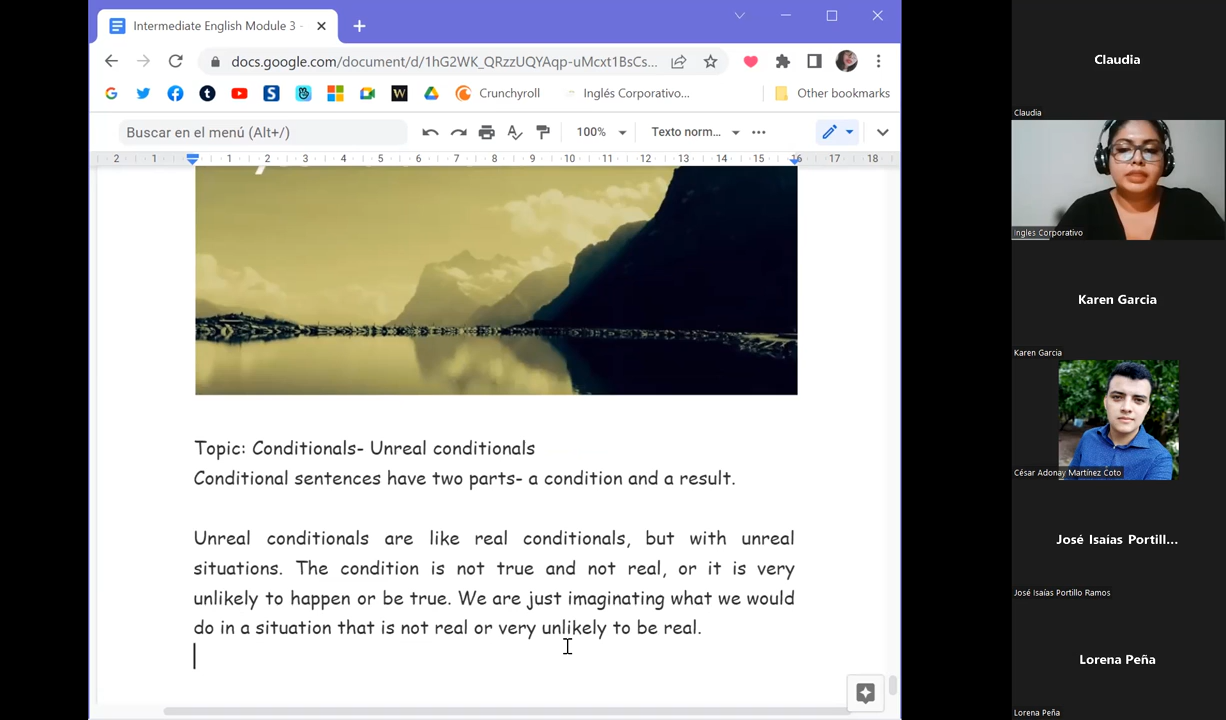 Intermediate English Module 3 -
docs.google.com/document/d/1hG2WK_QRzzUQYAqp-uMcxt1BsCs...
Crunchyroll
Inglés Corporativo...
Other bookmarks
Buscar en el menú (Alt+/)
100%
Texto norm...
2 1 1 2 3 4 5 6 7 8 9 10 11 12 13 14 15 16 17 18
Topic: Conditionals- Unreal conditionals
Conditional sentences have two parts- a condition and a result.
Unreal conditionals are like real conditionals, but with unreal
situations. The condition is not true and not real, or it is very
unlikely to happen or be true. We are just imaginating what we would
do in a situation that is not real or very unlikely to be real.
Claudia
Claudia
Ingles Corporativo
Karen Garcia
Karen Garcia
César Adonay Martínez Coto
José Isaías Portill...
José Isaías Portillo Ramos
Lorena Peña
Lorena Peña